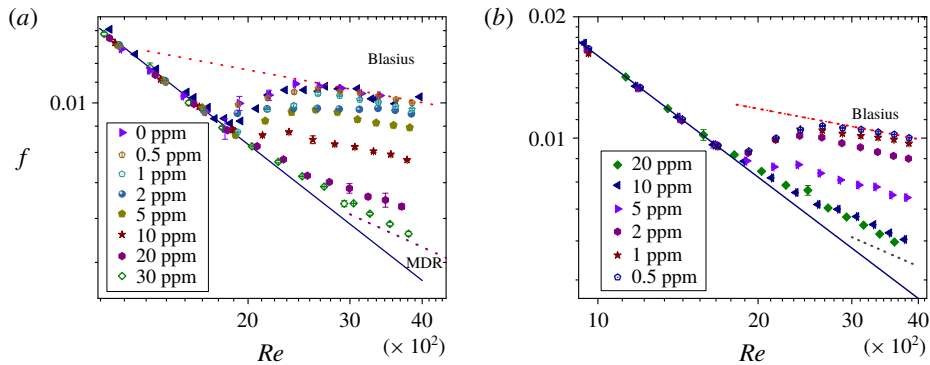 (a)
0.01
f
Blasius
0 ppm
0.5 ppm
1 ppm
2 ppm
5 ppm
10 ppm
20 ppm
30 ppm
MDR
20 30 40
Re (× 10²)
(b)
0.02
0.01
Blasius
20 ppm
10 ppm
5 ppm
2 ppm
1 ppm
0.5 ppm
10 20 30 40
Re (× 10²)